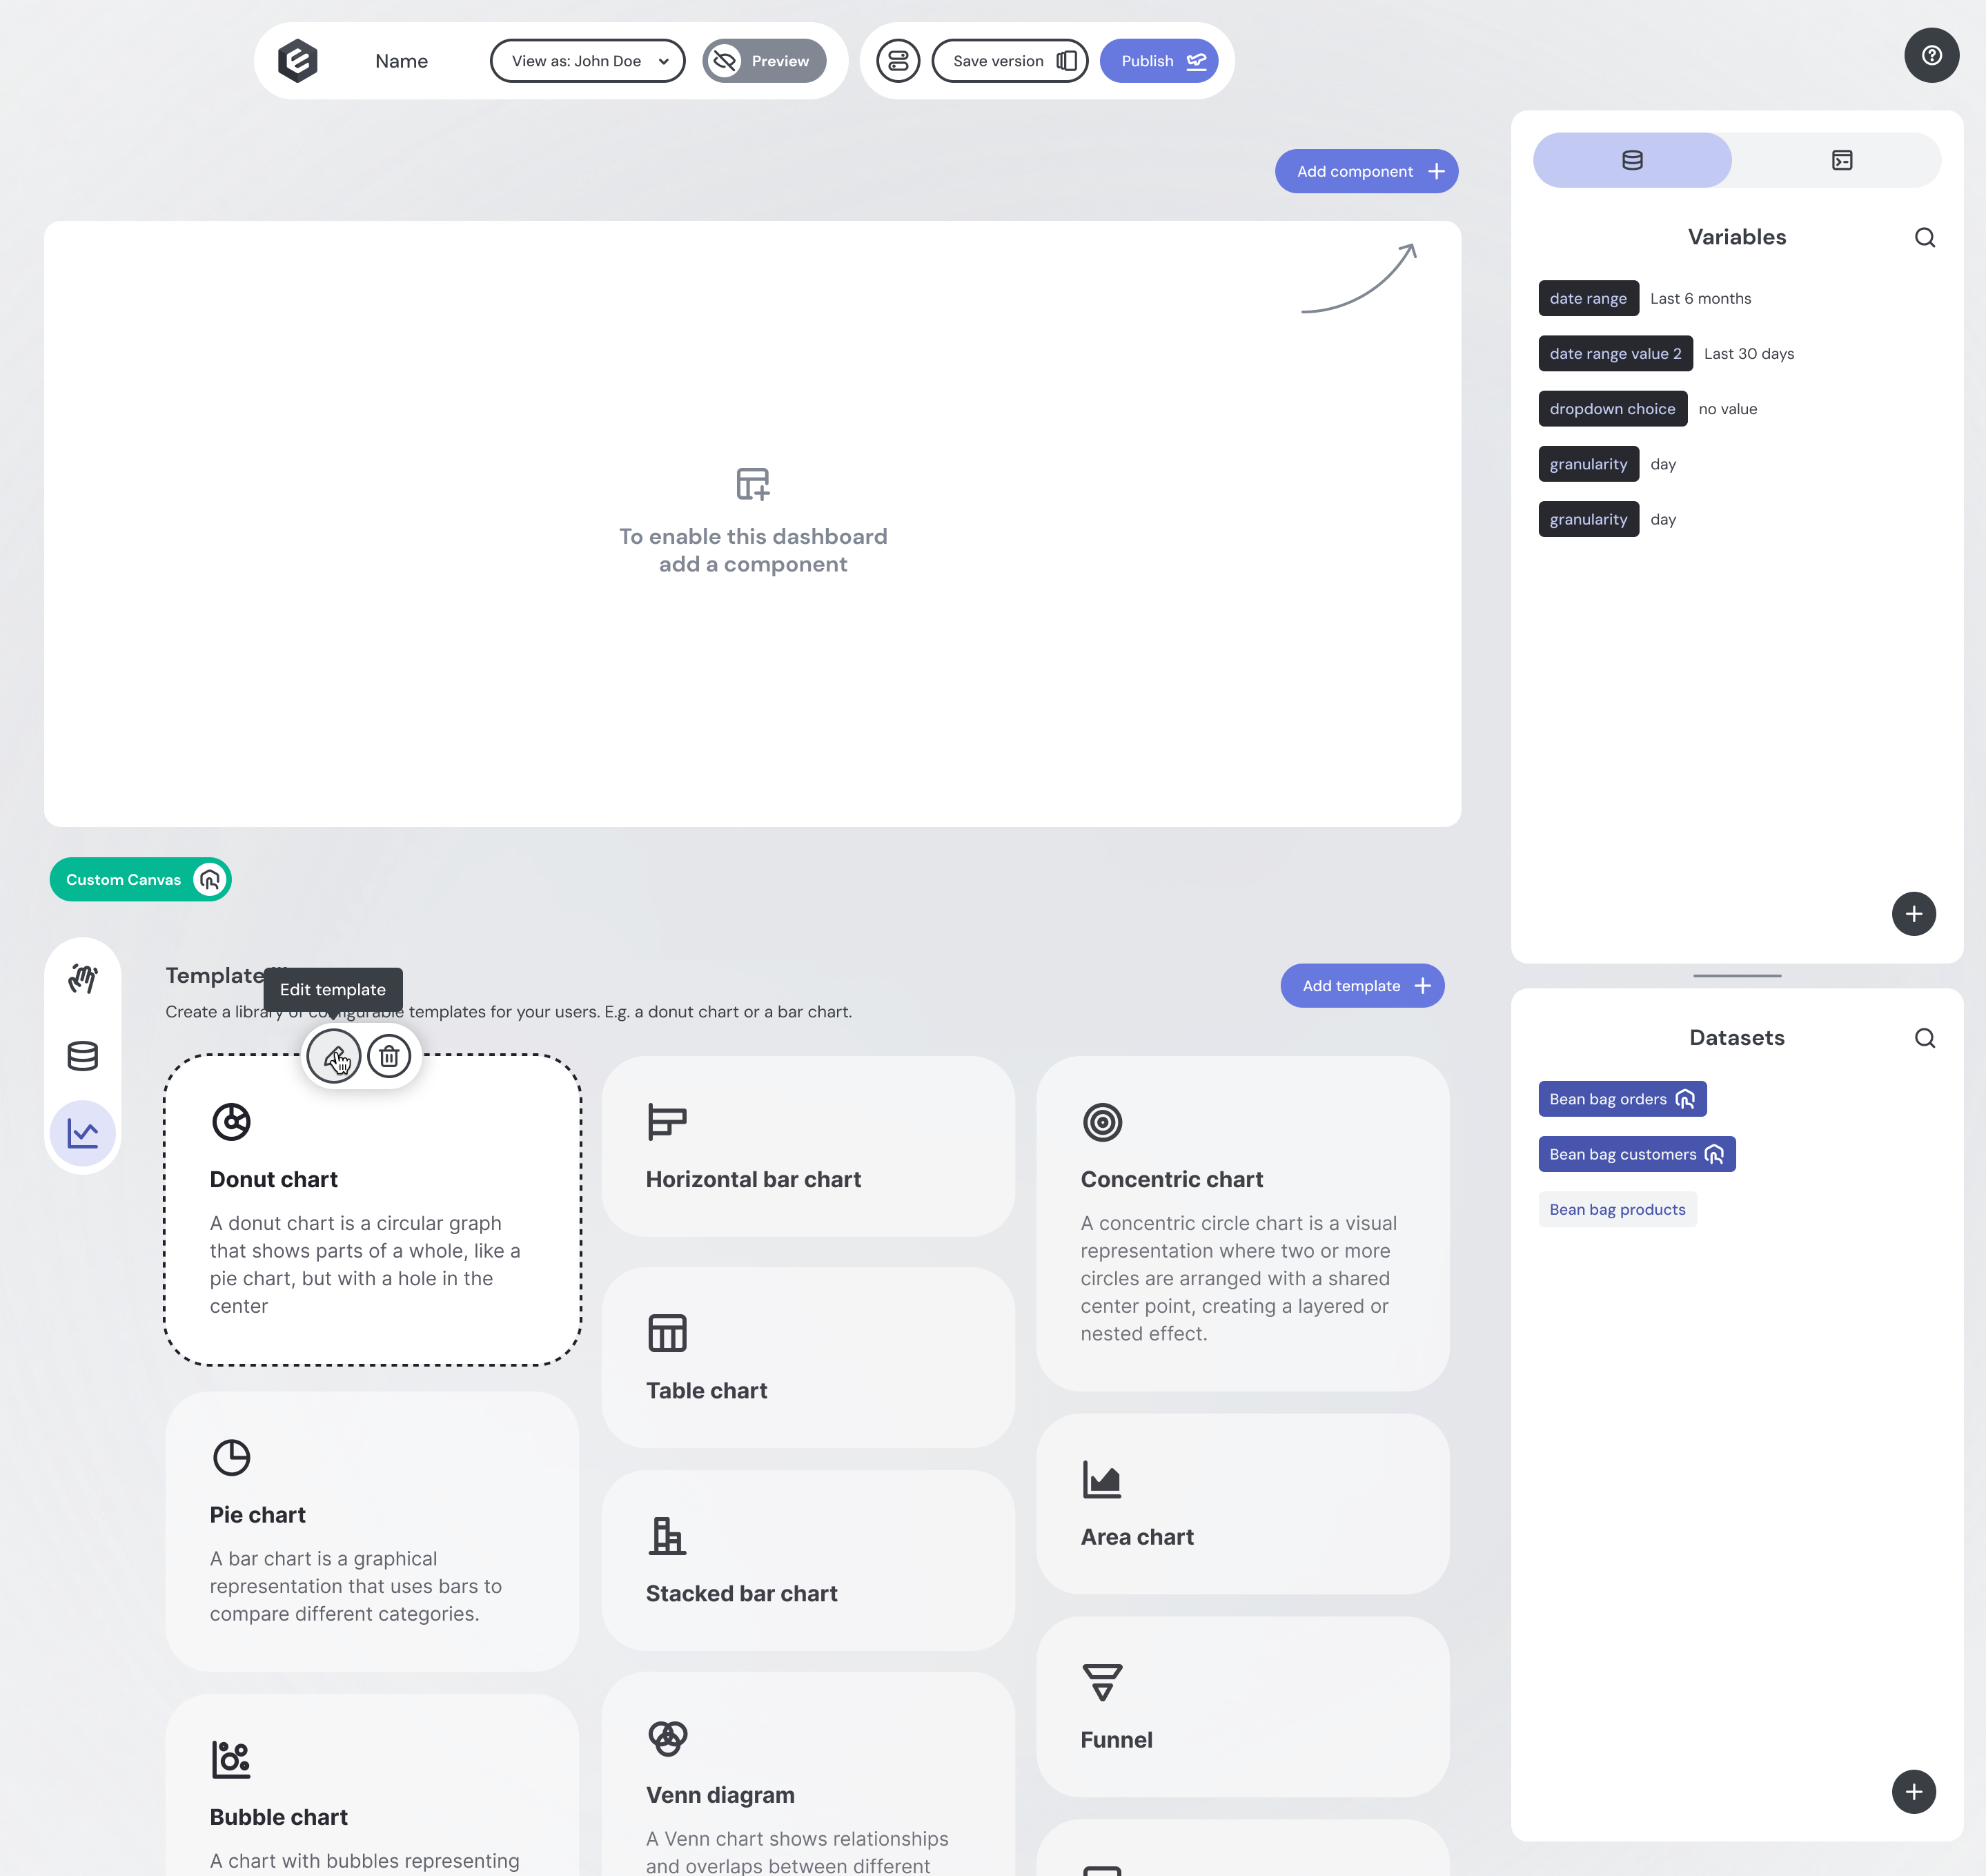 Name
View as: John Doe
Preview
Save version
Publish
Add component
To enable this dashboard
add a component
Variables
date range Last 6 months
date range value 2 Last 30 days
dropdown choice no value
granularity day
granularity day
Custom Canvas
Template
Edit template
Add template
Create a library of configurable templates for your users. E.g. a donut chart or a bar chart.
Donut chart
A donut chart is a circular graph
that shows parts of a whole, like a
pie chart, but with a hole in the
center
Pie chart
A bar chart is a graphical
representation that uses bars to
compare different categories.
Bubble chart
A chart with bubbles representing
Horizontal bar chart
Table chart
Stacked bar chart
Venn diagram
A Venn chart shows relationships
and overlaps between different
Concentric chart
A concentric circle chart is a visual
representation where two or more
circles are arranged with a shared
center point, creating a layered or
nested effect.
Area chart
Funnel
Datasets
Bean bag orders
Bean bag customers
Bean bag products